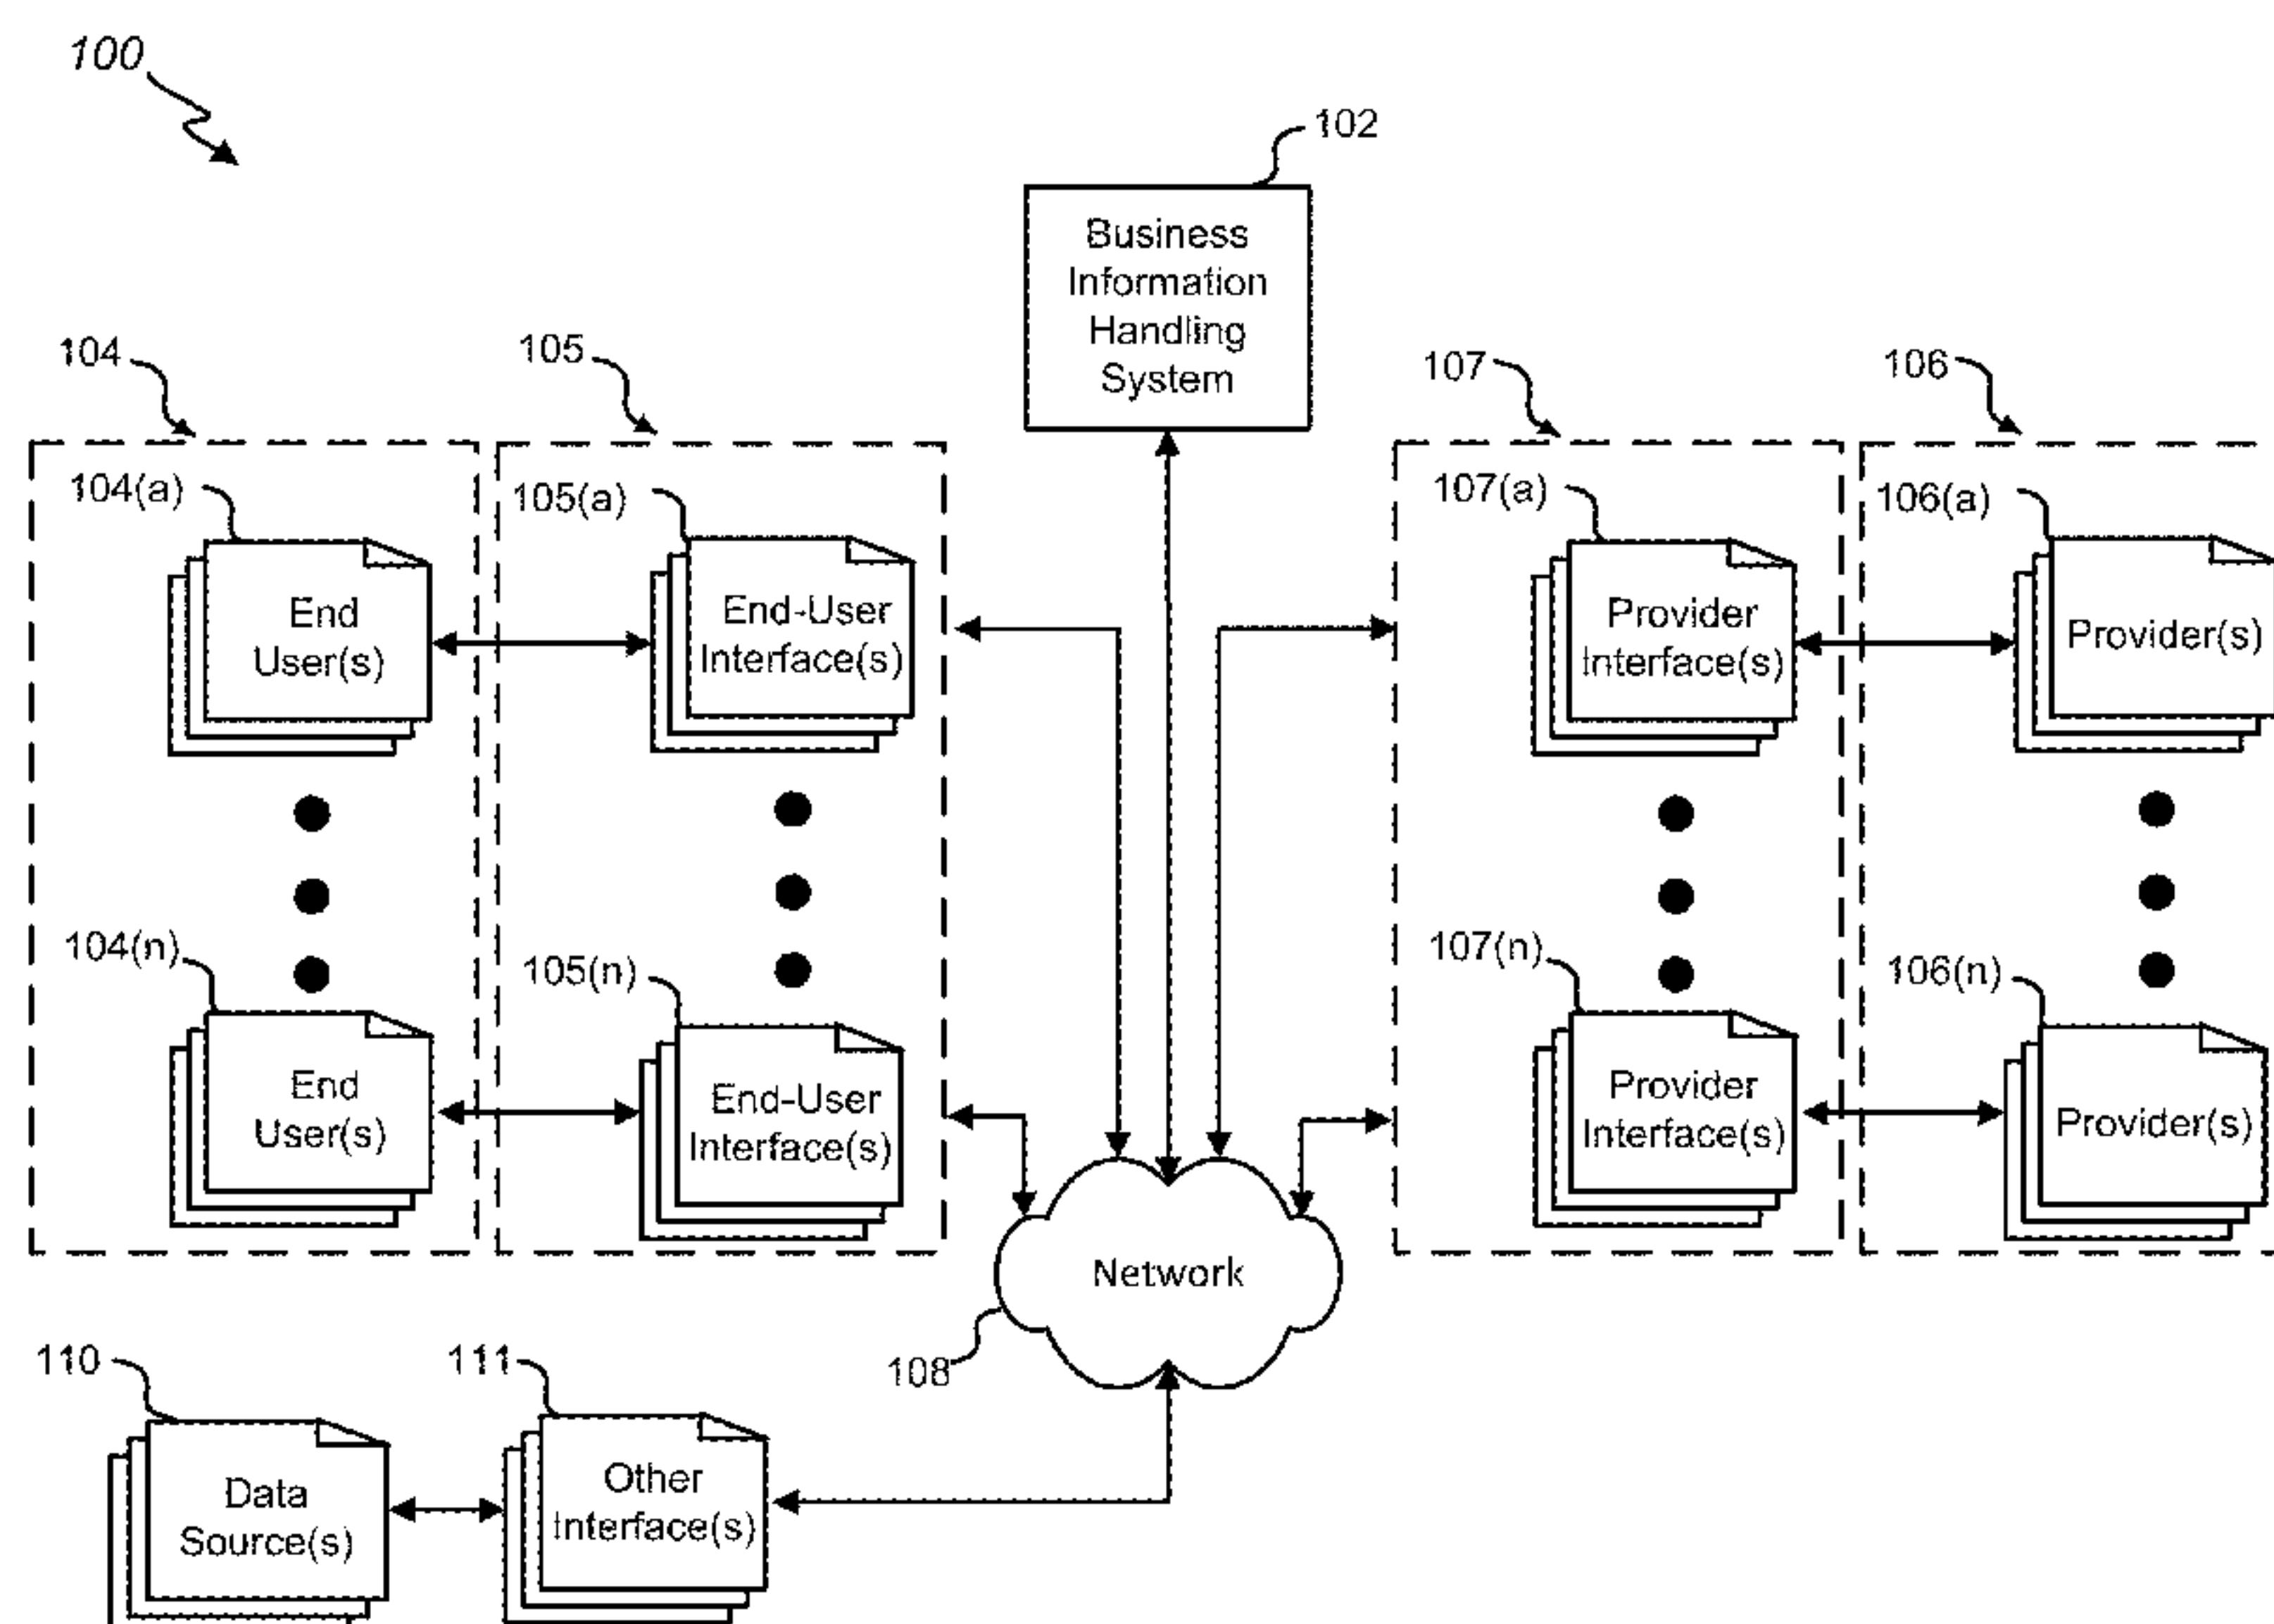 100
102
Business
Information
Handling
System
104
105
107
106
104(a)
105(a)
107(a)
106(a)
End
User(s)
End-User
Interface(s)
Provider
Interface(s)
Provider(s)
104(n)
105(n)
107(n)
106(n)
End
User(s)
End-User
Interface(s)
Provider
Interface(s)
Provider(s)
Network
108
110
111
Data
Source(s)
Other
Interface(s)